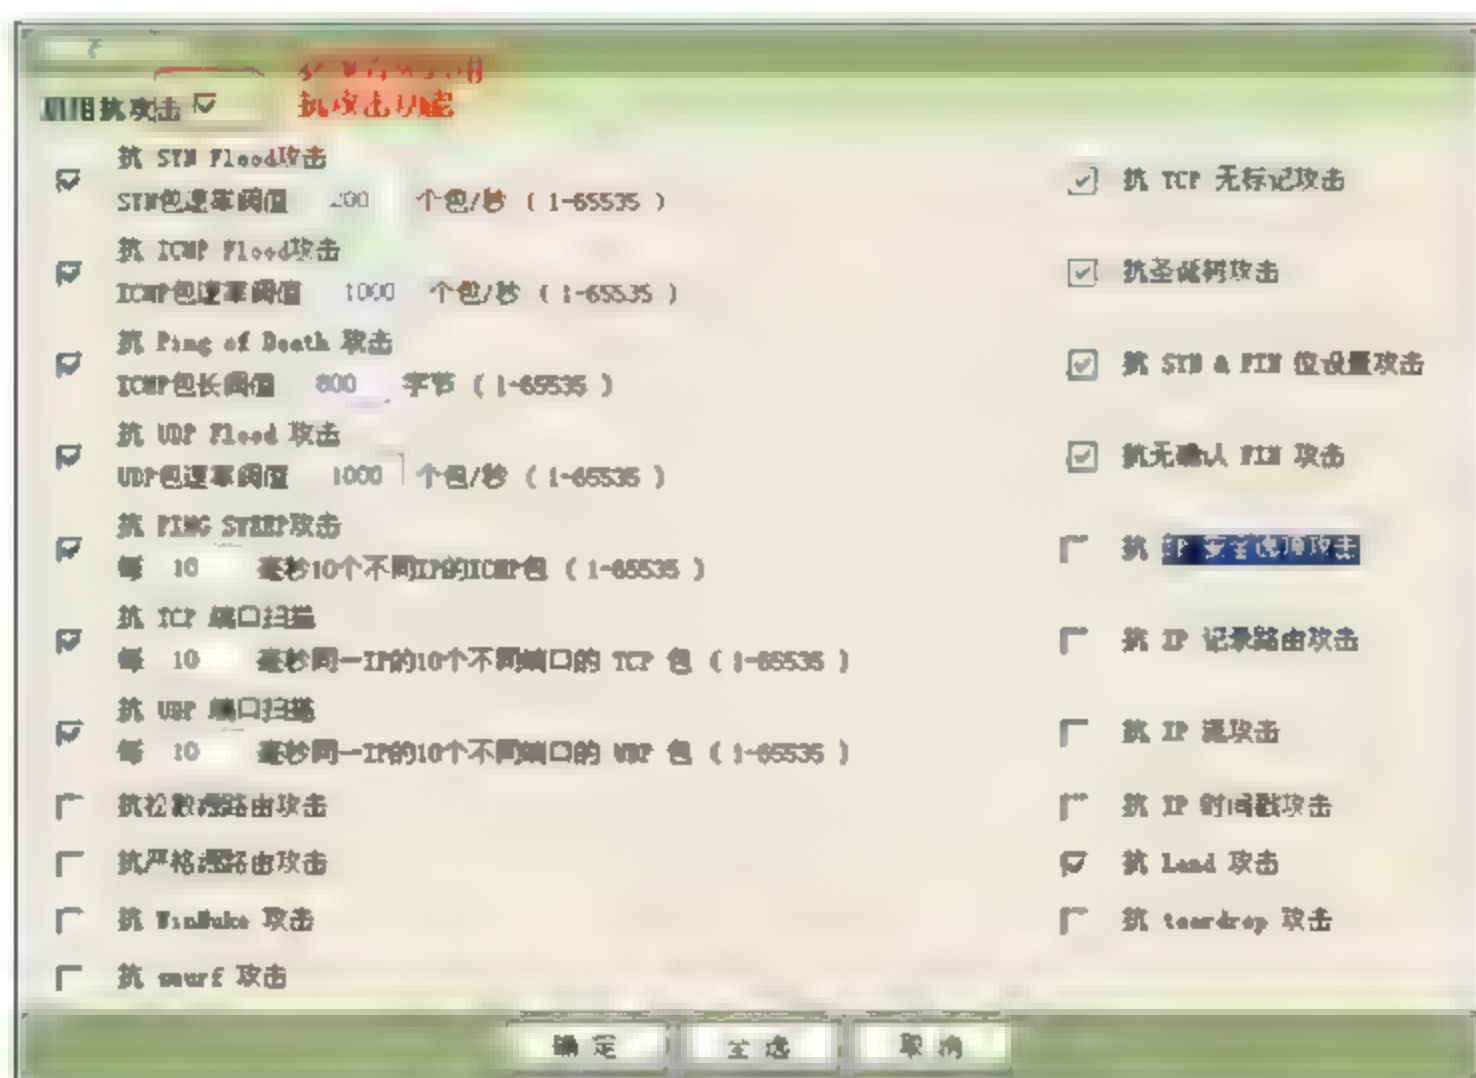 启用抗攻击
抗攻击功能
抗 SYN Flood攻击
SYN包速率阈值 200 个包/秒 ( 1-65535 )
抗 ICMP Flood攻击
ICMP包速率阈值 1000 个包/秒 ( 1-65535 )
抗 Ping of Death 攻击
ICMP包长阈值 800 字节 ( 1-65535 )
抗 UDP Flood 攻击
UDP包速率阈值 1000 个包/秒 ( 1-65535 )
抗 PING SWEEP攻击
每 10 毫秒10个不同IP的ICMP包 ( 1-65535 )
抗 TCP 端口扫描
每 10 毫秒同一IP的10个不同端口的 TCP 包 ( 1-65535 )
抗 UDP 端口扫描
每 10 毫秒同一IP的10个不同端口的 UDP 包 ( 1-65535 )
抗松散源路由攻击
抗严格源路由攻击
抗 WinNuke 攻击
抗 smurf 攻击
抗 TCP 无标记攻击
抗圣诞树攻击
抗 SYN & FIN 位设置攻击
抗无确认 FIN 攻击
抗 IP 安全选项攻击
抗 IP 记录路由攻击
抗 IP 流攻击
抗 IP 时间戳攻击
抗 Land 攻击
抗 teardrop 攻击
确定 全选 取消